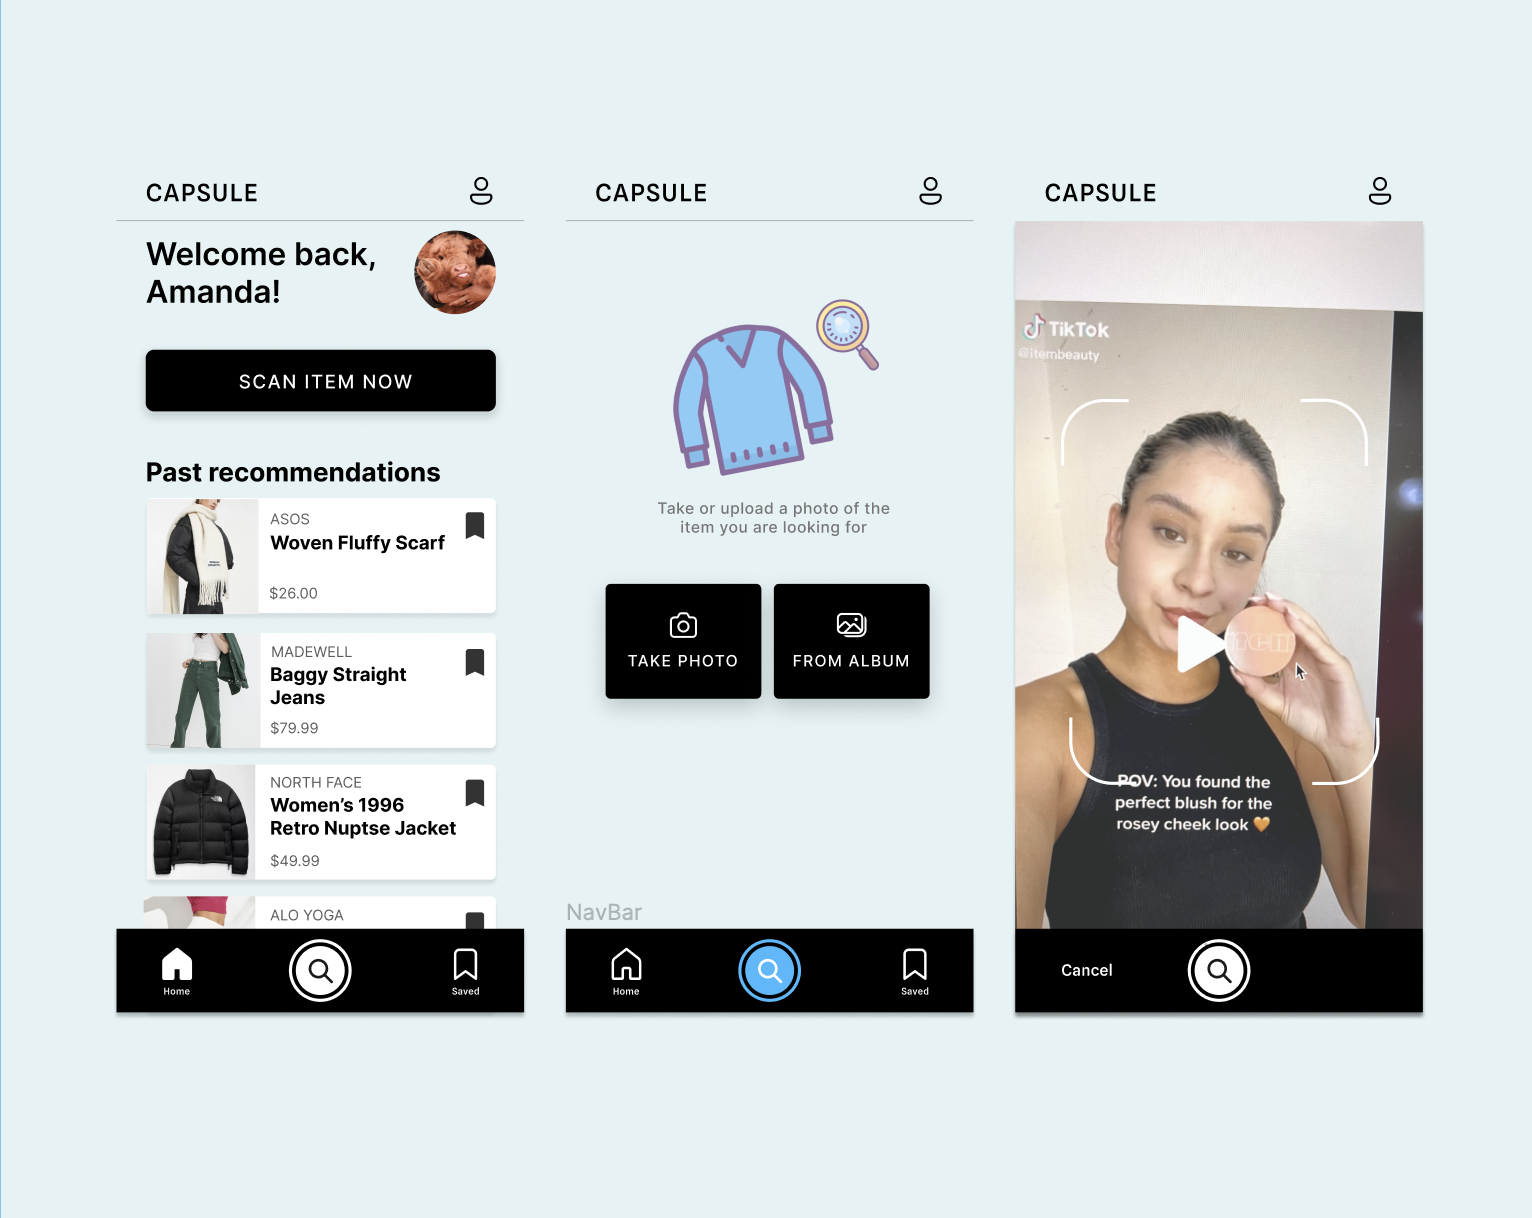 CAPSULE
Welcome back,
Amanda!
SCAN ITEM NOW
Past recommendations
ASOS
Woven Fluffy Scarf
$26.00
MADEWELL
Baggy Straight
Jeans
$79.99
NORTH FACE
Women’s 1996
Retro Nuptse Jacket
$49.99
ALO YOGA
Home
Saved
CAPSULE
Take or upload a photo of the
item you are looking for
TAKE PHOTO
FROM ALBUM
NavBar
Home
Saved
CAPSULE
TikTok
@itembeauty
item
POV: You found the
perfect blush for the
rosey cheek look 🧡
Cancel